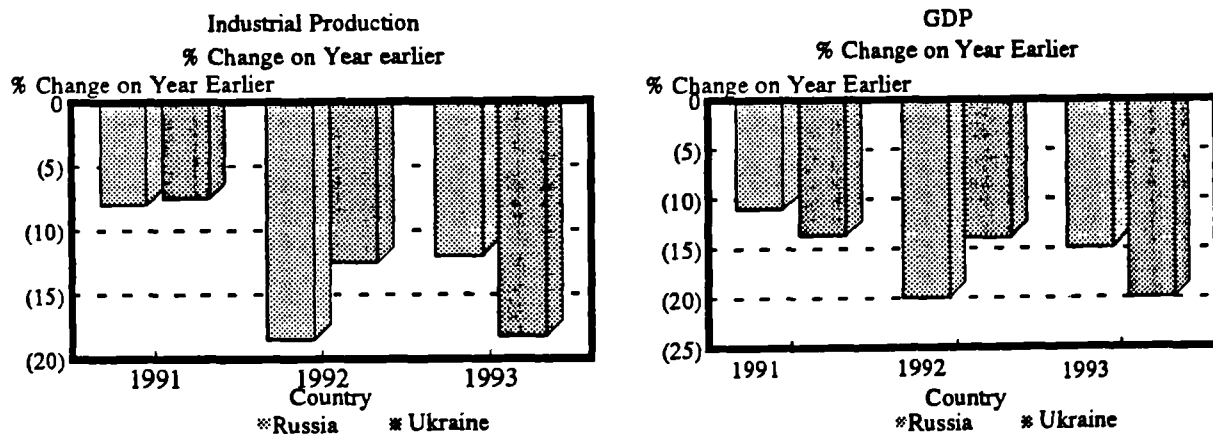 Industrial Production
% Change on Year earlier
% Change on Year Earlier
0
(5)
(10)
(15)
(20)
1991 1992 1993
Country
Russia Ukraine
GDP
% Change on Year Earlier
% Change on Year Earlier
0
(5)
(10)
(15)
(20)
(25)
1991 1992 1993
Country
Russia Ukraine